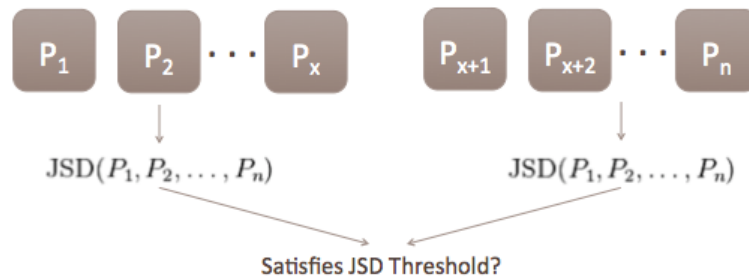 P₁ P₂ ··· Pₓ Pₓ₊₁ Pₓ₊₂ ··· Pₙ
JSD(P₁, P₂, . . . , Pₙ) JSD(P₁, P₂, . . . , Pₙ)
Satisfies JSD Threshold?